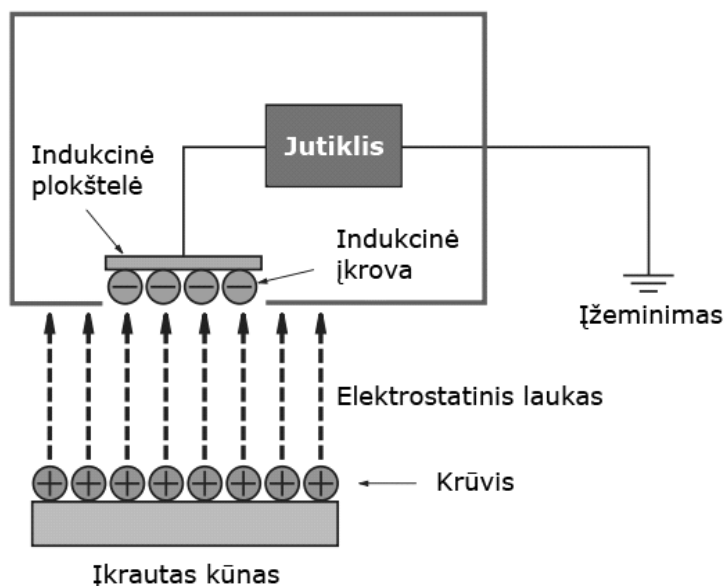 Jutiklis
Indukcinė
plokštelė
Indukcinė
įkrova
Įžeminimas
Elektrostatinis laukas
Krūvis
Įkrautas kūnas